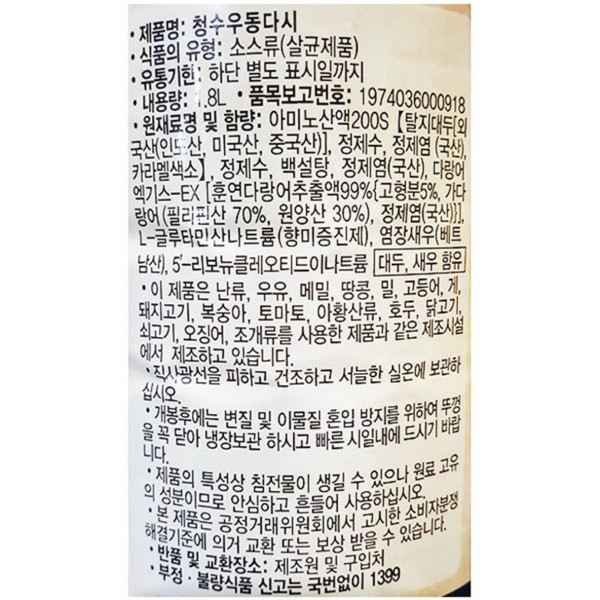 • 제품명: 청수우동다시
• 식품의 유형: 소스류(살균제품)
• 유통기한: 하단 별도 표시일까지
• 내용량: 1.8L • 품목보고번호: 1974036000918
• 원재료명 및 함량: 아미노산액200S【탈지대두[외
국산(인도산, 미국산, 중국산)], 정제수, 정제염 (국산),
카라멜색소】, 정제수, 백설탕, 정제염(국산), 다랑어
엑기스-EX [훈연다랑어추출액99%{고형분5%, 가다
랑어(필리핀산 70%, 원양산 30%), 정제염(국산)}],
L-글루타민산나트륨(향미증진제), 염장새우(베트
남산), 5′-리보뉴클레오티드이나트륨 대두, 새우 함유
• 이 제품은 난류, 우유, 메밀, 땅콩, 밀, 고등어, 게,
돼지고기, 복숭아, 토마토, 아황산류, 호두, 닭고기,
쇠고기, 오징어, 조개류를 사용한 제품과 같은 제조시설
에서 제조하고 있습니다.
• 직사광선을 피하고 건조하고 서늘한 실온에 보관하
십시오.
• 개봉후에는 변질 및 이물질 혼입 방지를 위하여 뚜껑
을 꼭 닫아 냉장보관 하시고 빠른 시일내에 드시기 바랍
니다.
• 제품의 특성상 침전물이 생길 수 있으나 원료 고유
의 성분이므로 안심하고 흔들어 사용하십시오.
• 본 제품은 공정거래위원회에서 고시한 소비자분쟁
해결기준에 의거 교환 또는 보상 받을 수 있습니다.
• 반품 및 교환장소: 제조원 및 구입처
• 부정 · 불량식품 신고는 국번없이 1399